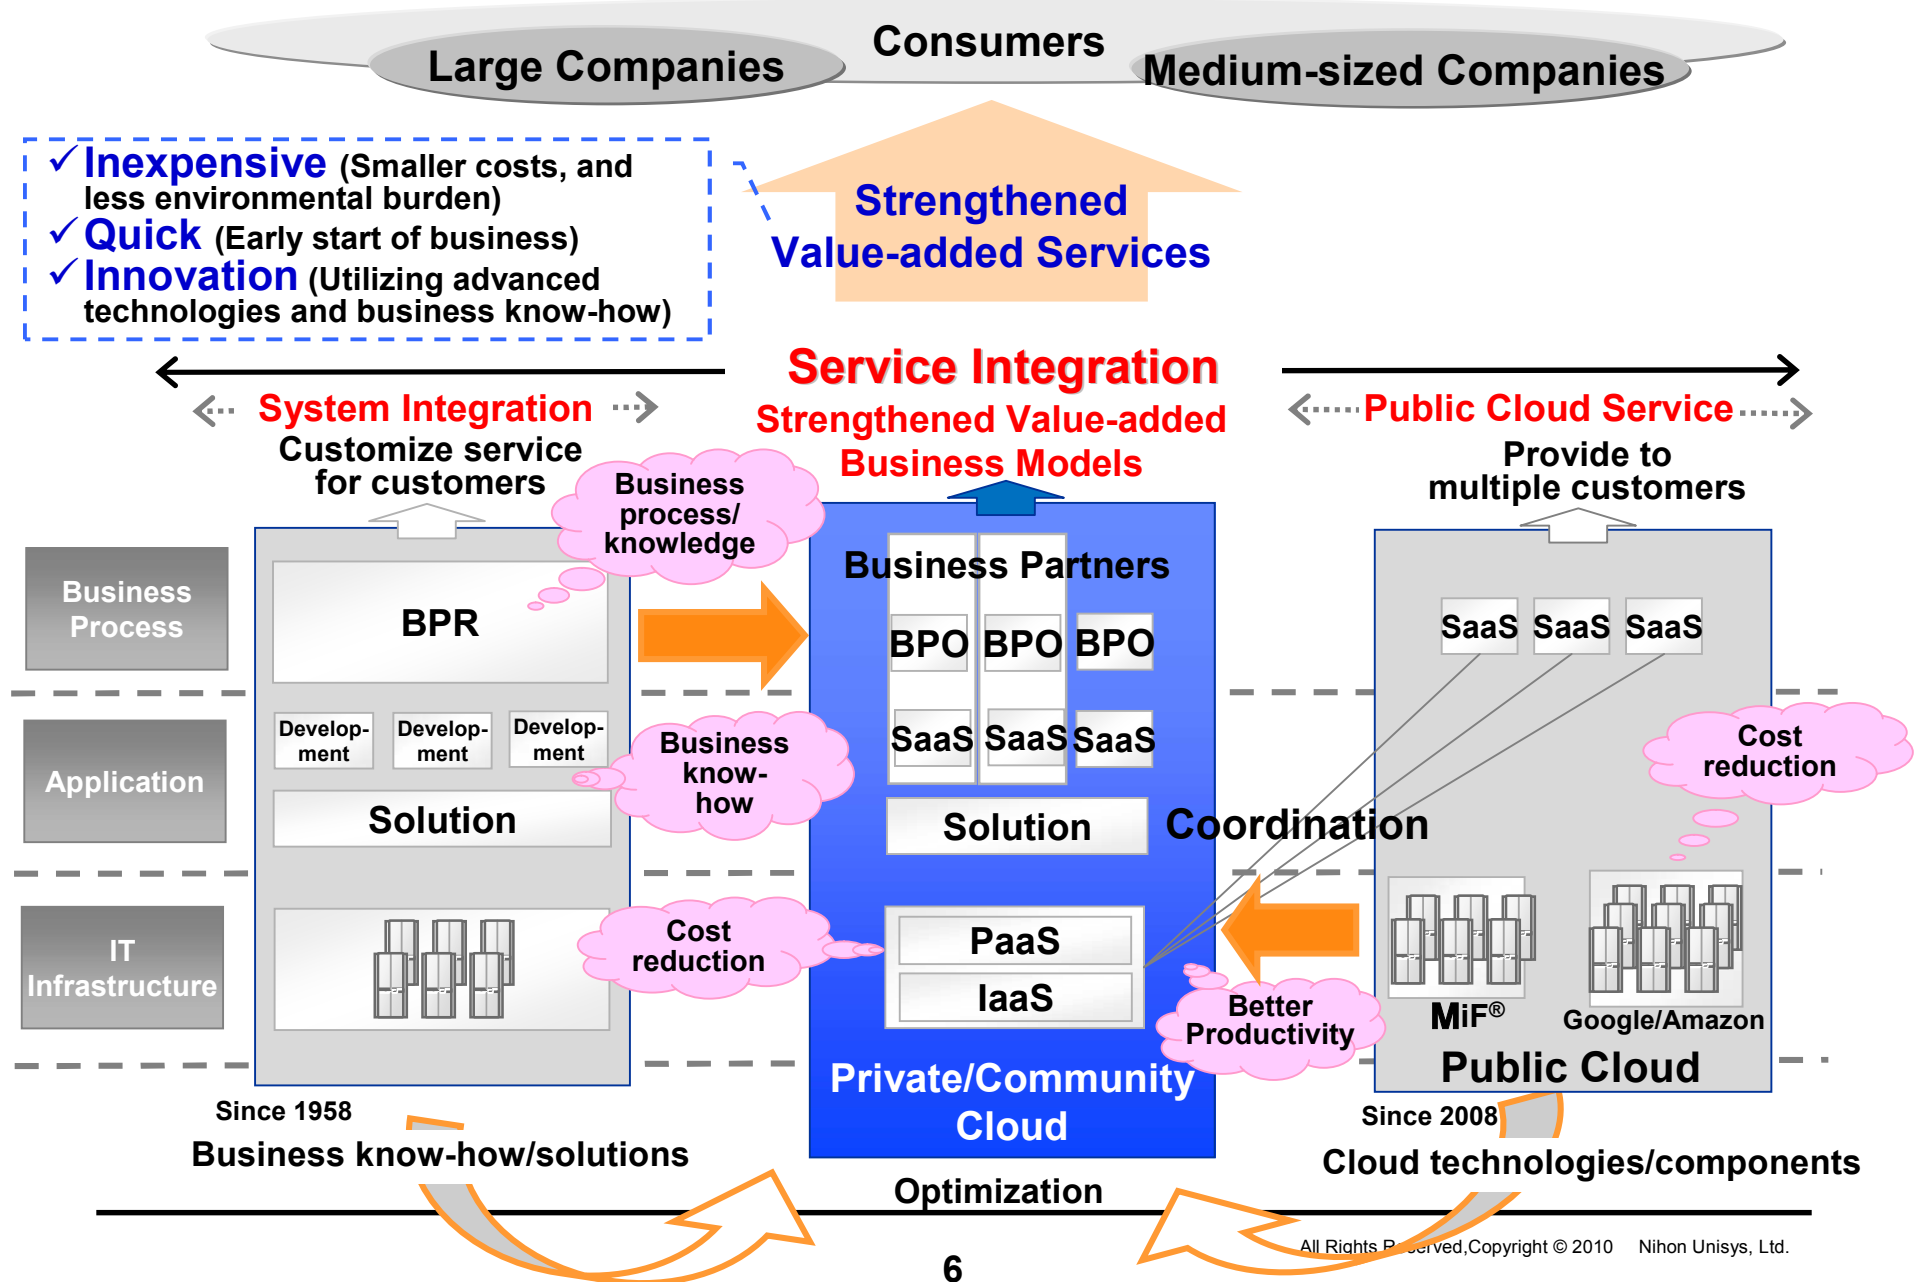 Consumers
Large Companies
Medium-sized Companies
✓Inexpensive (Smaller costs, and
less environmental burden)
✓Quick (Early start of business)
✓Innovation (Utilizing advanced
technologies and business know-how)
Strengthened
Value-added Services
Service Integration
Strengthened Value-added
Business Models
System Integration
Customize service
for customers
Public Cloud Service
Provide to
multiple customers
Business
Process
Application
IT
Infrastructure
BPR
Develop-
ment
Develop-
ment
Develop-
ment
Solution
Business
process/
knowledge
Business
know-
how
Cost
reduction
Business Partners
BPO
BPO
BPO
SaaS
SaaS
SaaS
Solution
PaaS
IaaS
Private/Community
Cloud
Coordination
Better
Productivity
SaaS
SaaS
SaaS
Cost
reduction
MiF®
Google/Amazon
Public Cloud
Since 1958
Business know-how/solutions
Since 2008
Cloud technologies/components
Optimization
All Rights Reserved,Copyright © 2010 Nihon Unisys, Ltd.
6